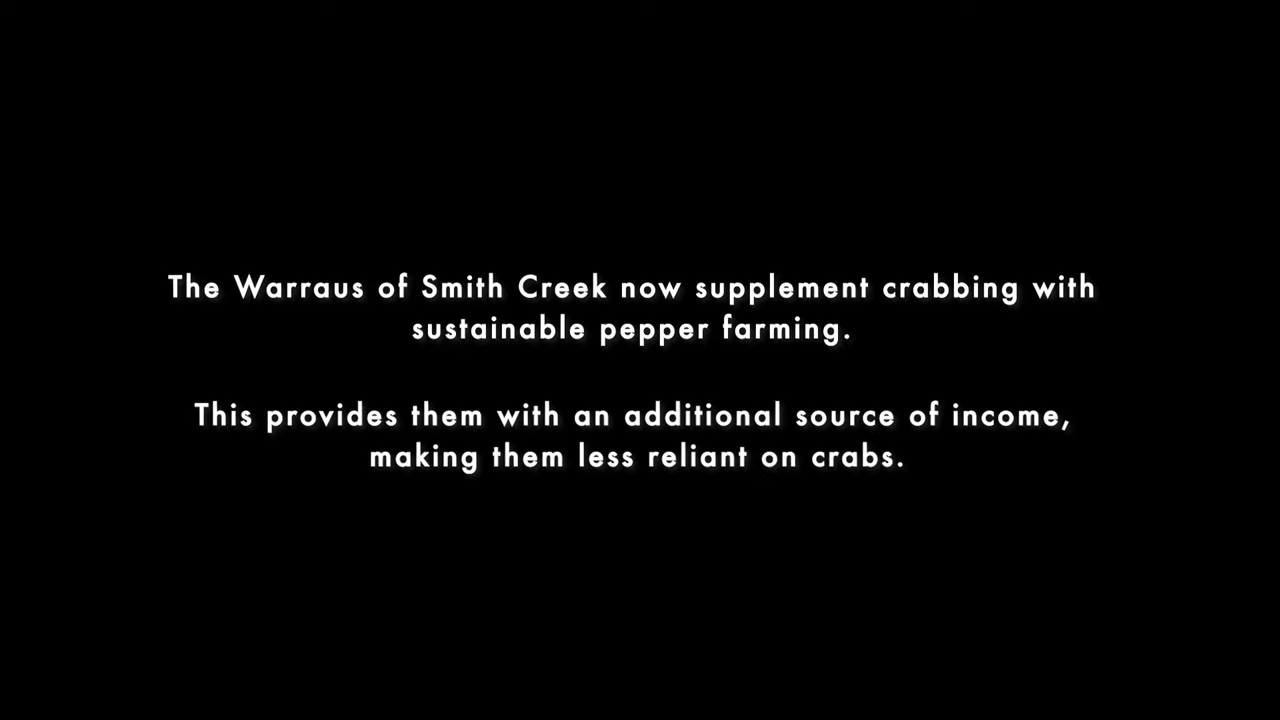 The Warraus of Smith Creek now supplement crabbing with
sustainable pepper farming.
This provides them with an additional source of income,
making them less reliant on crabs.